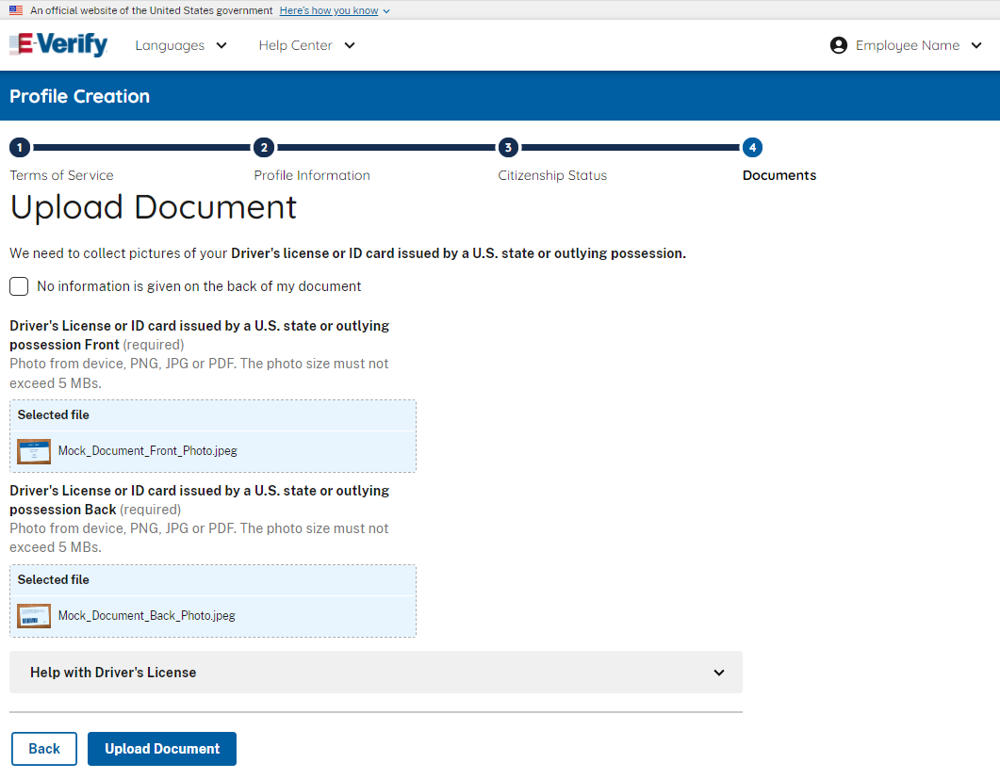 An official website of the United States government Here's how you know
E-Verify Languages Help Center Employee Name
Profile Creation
1 2 3 4
Terms of Service Profile Information Citizenship Status Documents
Upload Document
We need to collect pictures of your Driver's license or ID card issued by a U.S. state or outlying possession.
No information is given on the back of my document
Driver's License or ID card issued by a U.S. state or outlying
possession Front (required)
Photo from device, PNG, JPG or PDF. The photo size must not
exceed 5 MBs.
Selected file
Mock_Document_Front_Photo.jpeg
Driver's License or ID card issued by a U.S. state or outlying
possession Back (required)
Photo from device, PNG, JPG or PDF. The photo size must not
exceed 5 MBs.
Selected file
Mock_Document_Back_Photo.jpeg
Help with Driver's License
Back Upload Document